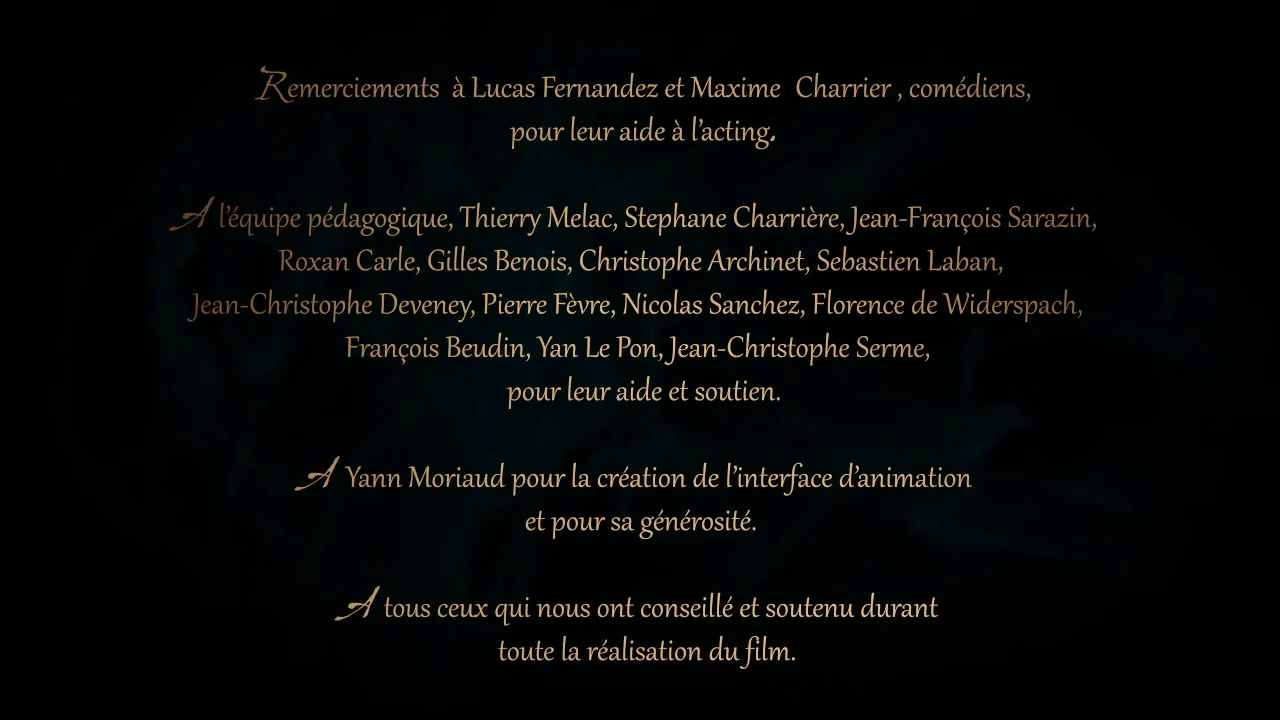 Remerciements à Lucas Fernandez et Maxime Charrier , comédiens,
pour leur aide à l'acting.
A l'équipe pédagogique, Thierry Melac, Stephane Charrière, Jean-François Sarazin,
Roxan Carle, Gilles Benois, Christophe Archinet, Sebastien Laban,
Jean-Christophe Deveney, Pierre Fèvre, Nicolas Sanchez, Florence de Widerspach,
François Beudin, Yan Le Pon, Jean-Christophe Serme,
pour leur aide et soutien.
A Yann Moriaud pour la création de l'interface d'animation
et pour sa générosité.
A tous ceux qui nous ont conseillé et soutenu durant
toute la réalisation du film.